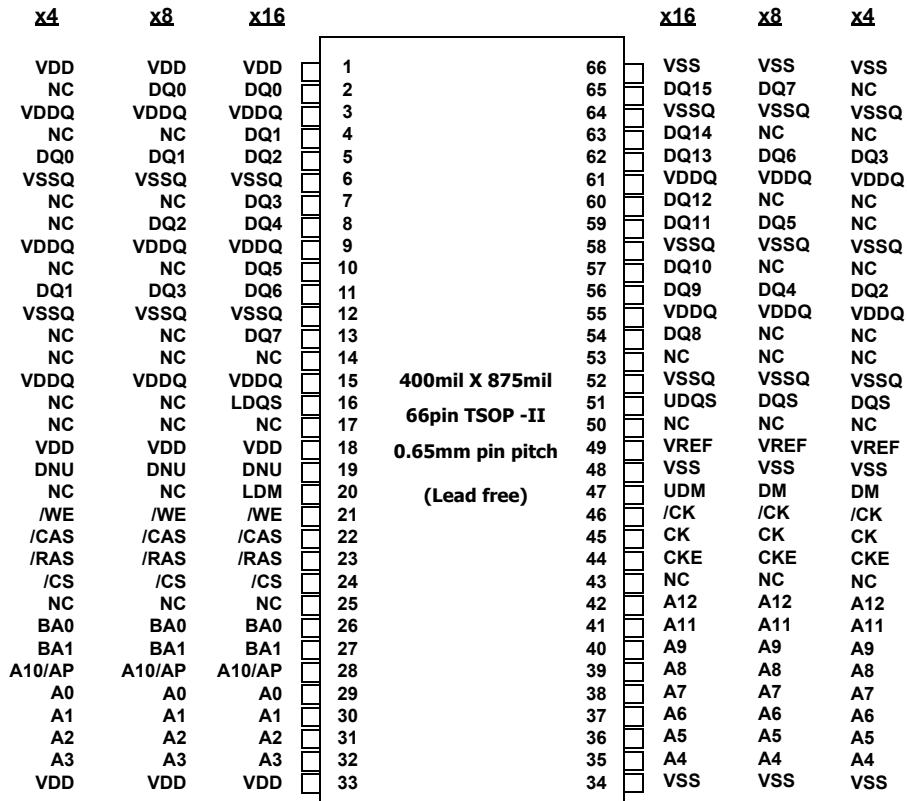 x4 x8 x16 x16 x8 x4
VDD VDD VDD 1 66 VSS VSS VSS
NC DQ0 DQ0 2 65 DQ15 DQ7 NC
VDDQ VDDQ VDDQ 3 64 VSSQ VSSQ VSSQ
NC NC DQ1 4 63 DQ14 NC NC
DQ0 DQ1 DQ2 5 62 DQ13 DQ6 DQ3
VSSQ VSSQ VSSQ 6 61 VDDQ VDDQ VDDQ
NC NC DQ3 7 60 DQ12 NC NC
NC DQ2 DQ4 8 59 DQ11 DQ5 NC
VDDQ VDDQ VDDQ 9 58 VSSQ VSSQ VSSQ
NC NC DQ5 10 57 DQ10 NC NC
DQ1 DQ3 DQ6 11 56 DQ9 DQ4 DQ2
VSSQ VSSQ VSSQ 12 55 VDDQ VDDQ VDDQ
NC NC DQ7 13 54 DQ8 NC NC
NC NC NC 14 53 NC NC NC
VDDQ VDDQ VDDQ 15 400mil X 875mil 52 VSSQ VSSQ VSSQ
NC NC LDQS 16 66pin TSOP -II 51 UDQS DQS DQS
NC NC NC 17 50 NC NC NC
VDD VDD VDD 18 0.65mm pin pitch 49 VREF VREF VREF
DNU DNU DNU 19 48 VSS VSS VSS
NC NC LDM 20 (Lead free) 47 UDM DM DM
/WE /WE /WE 21 46 /CK /CK /CK
/CAS /CAS /CAS 22 45 CK CK CK
/RAS /RAS /RAS 23 44 CKE CKE CKE
/CS /CS /CS 24 43 NC NC NC
NC NC NC 25 42 A12 A12 A12
BA0 BA0 BA0 26 41 A11 A11 A11
BA1 BA1 BA1 27 40 A9 A9 A9
A10/AP A10/AP A10/AP 28 39 A8 A8 A8
A0 A0 A0 29 38 A7 A7 A7
A1 A1 A1 30 37 A6 A6 A6
A2 A2 A2 31 36 A5 A5 A5
A3 A3 A3 32 35 A4 A4 A4
VDD VDD VDD 33 34 VSS VSS VSS